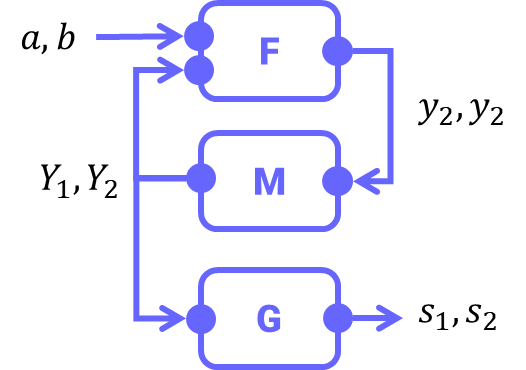 a, b
F
y₂, y₂
M
Y₁, Y₂
G
s₁, s₂